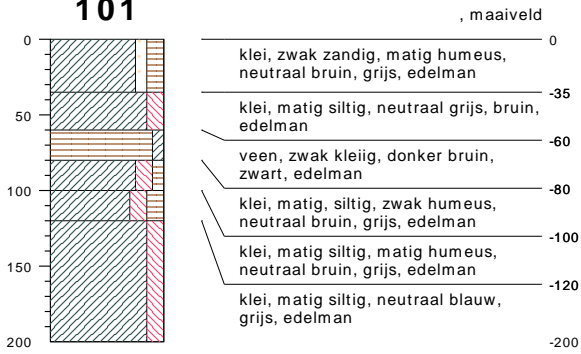 101
, maaiveld
0
0
klei, zwak zandig, matig humeus,
neutraal bruin, grijs, edelman
-35
klei, matig siltig, neutraal grijs, bruin,
edelman
50
-60
veen, zwak kleiig, donker bruin,
zwart, edelman
-80
klei, matig, siltig, zwak humeus,
neutraal bruin, grijs, edelman
100
-100
klei, matig siltig, matig humeus,
neutraal bruin, grijs, edelman
-120
150
klei, matig siltig, neutraal blauw,
grijs, edelman
200
-200